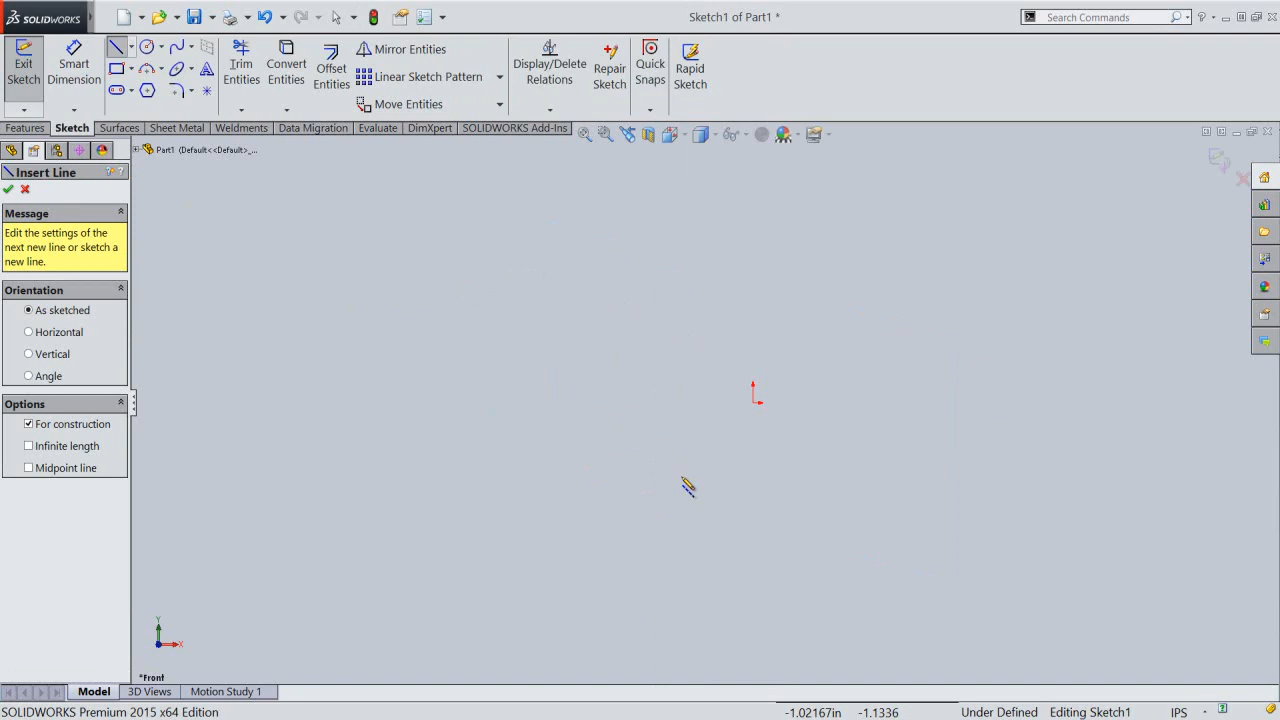 SOLIDWORKS
Sketch1 of Part1 *
Search Commands
Exit
Sketch
Smart
Dimension
Trim
Entities
Convert
Entities
Offset
Entities
Mirror Entities
Linear Sketch Pattern
Move Entities
Display/Delete
Relations
Repair
Sketch
Quick
Snaps
Rapid
Sketch
Features
Sketch
Surfaces
Sheet Metal
Weldments
Data Migration
Evaluate
DimXpert
SOLIDWORKS Add-Ins
Part1 (Default<<Default>_...
Insert Line
Message
Edit the settings of the
next new line or sketch a
new line.
Orientation
As sketched
Horizontal
Vertical
Angle
Options
For construction
Infinite length
Midpoint line
Y
X
*Front
Model
3D Views
Motion Study 1
SOLIDWORKS Premium 2015 x64 Edition
-1.02167in
-1.1336
Under Defined
Editing Sketch1
IPS